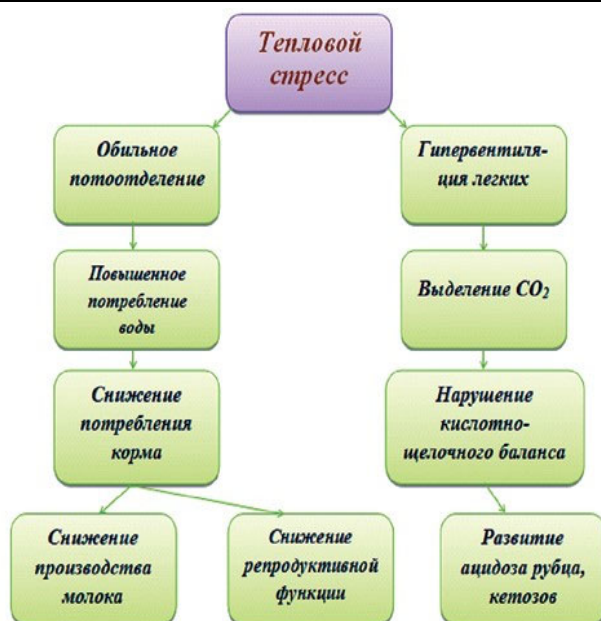 Тепловой
стресс
Обильное
потоотделение
Гипервентиля-
ция легких
Повышенное
потребление
воды
Выделение CO₂
Снижение
потребления
корма
Нарушение
кислотно-
щелочного баланса
Снижение
производства
молока
Снижение
репродуктивной
функции
Развитие
ацидоза рубца,
кетозов